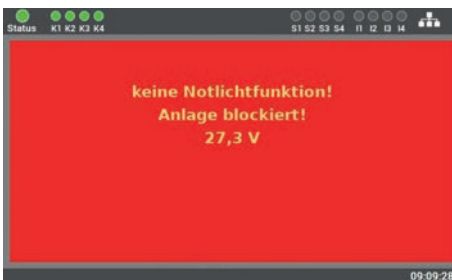 Status K1 K2 K3 K4 S1 S2 S3 S4 I1 I2 I3 I4
keine Notlichtfunktion!
Anlage blockiert!
27,3 V
09:09:28